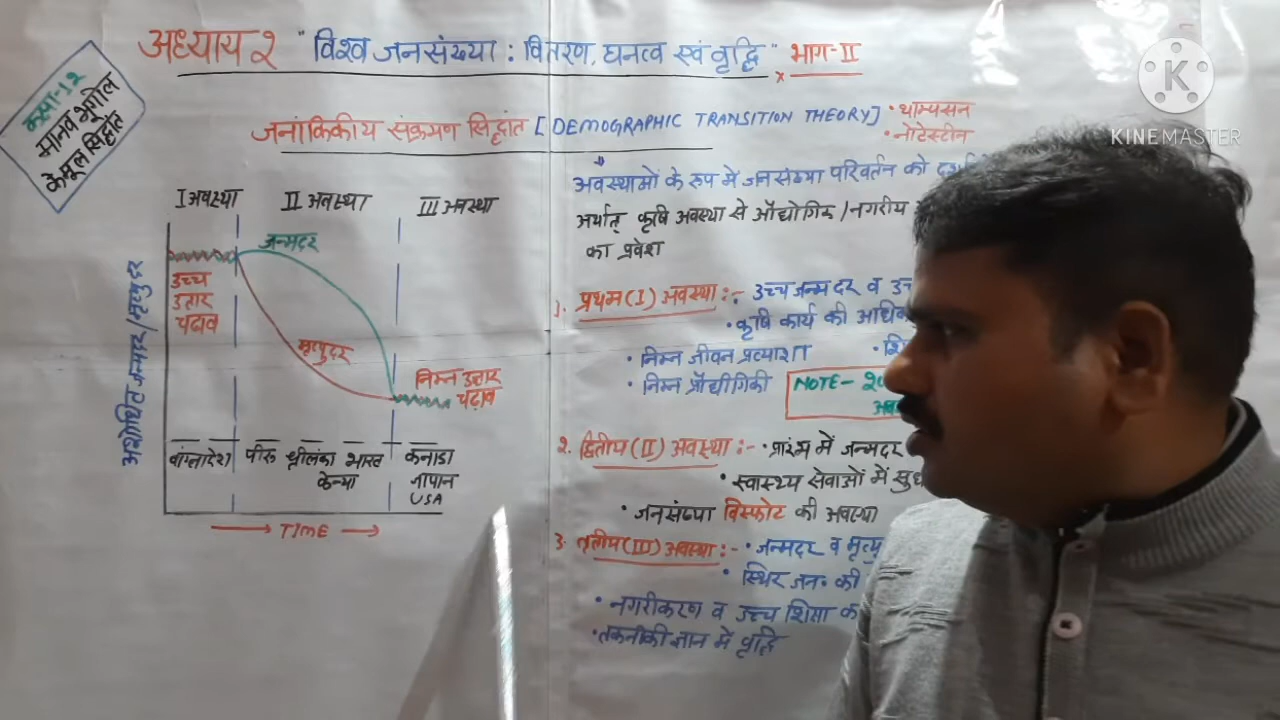 अध्याय २ "विश्व जनसंख्या : वितरण, घनत्व एवं वृद्धि" भाग-II
KINEMASTER
कक्षा-12
मानव भूगोल
के मूल सिद्धांत
जनांकिकीय संक्रमण सिद्धांत [DEMOGRAPHIC TRANSITION THEORY]
• थाम्पसन
• नोटेस्टीन
अवस्थाओं के रुप में जनसंख्या परिवर्तन को
अर्थात् कृषि अवस्था से औद्योगिक/नगरीय
का प्रवेश
I अवस्था II अवस्था III अवस्था
जन्मदर
उच्च
उतार
चढ़ाव
मृत्युदर
निम्न उतार
चढ़ाव
अशोधित जन्मदर/मृत्युदर
बांग्लादेश पीरू श्रीलंका भारत केन्या
कनाडा
जापान
USA
TIME
1. प्रथम (I) अवस्था :- उच्च जन्म दर व
• कृषि कार्य की
• निम्न जीवन प्रत्याशा
• निम्न प्रौद्योगिकी
NOTE-
2. द्वितीय (II) अवस्था :- • प्रारंभ में जन्मदर
• स्वास्थ्य सेवाओं में
• जनसंख्या विस्फोट की अवस्था
3. तृतीय (III) अवस्था :- • जन्मदर व
• स्थिर जन॰ की
• नगरीकरण व उच्च शिक्षा
• तकनीकी ज्ञान में वृद्धि